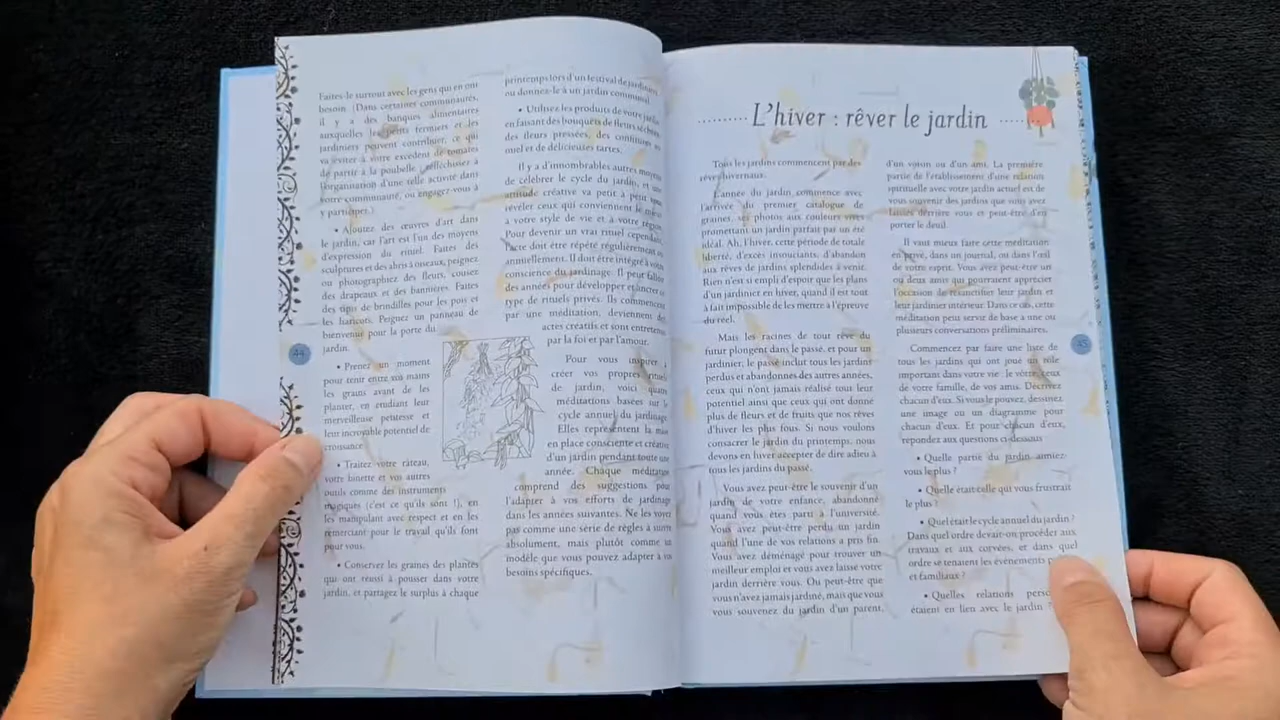 Faites-le surtout avec les gens qui en ont
besoin. (Dans certaines communautés,
il y a des banques alimentaires
auxquelles les petits fermiers et les
jardiniers peuvent contribuer, ce qui
va éviter à votre excédent de tomates
de partir à la poubelle : réfléchissez à
l'organisation d'une telle activité dans
votre communauté, ou engagez-vous à
y participer.)
• Ajoutez des œuvres d'art dans
le jardin, car l'art est l'un des moyens
d'expression du rituel. Faites des
sculptures et des abris à oiseaux, peignez
ou photographiez des fleurs, cousez
des drapeaux et des bannières. Faites
des tipis de brindilles pour les pois et
les haricots. Peignez un panneau de
bienvenue pour la porte du
jardin.
• Prenez un moment
pour tenir entre vos mains
les grains avant de les
planter, en étudiant leur
merveilleuse petitesse et
leur incroyable potentiel de
croissance.
• Traitez votre râteau,
votre binette et vos autres
outils comme des instruments
magiques (c'est ce qu'ils sont !), en
les manipulant avec respect et en les
remerciant pour le travail qu'ils font
pour vous.
• Conservez les graines des plantes
qui ont réussi à pousser dans votre
jardin, et partagez le surplus à chaque
printemps lors d'un festival de jardiniers
ou donnez-le à un jardin communal.
• Utilisez les produits de votre jardin
en faisant des bouquets de fleurs séchées,
des fleurs pressées, des confitures au
miel et de délicieuses tartes.
Il y a d'innombrables autres moyens
de célébrer le cycle du jardin, et une
attitude créative va petit à petit vous
révéler ceux qui conviennent le mieux
à votre style de vie et à votre région.
Pour devenir un vrai rituel cependant,
l'acte doit être répété régulièrement ou
annuellement. Il doit être intégré à votre
conscience du jardinage. Il peut falloir
des années pour développer et ancrer ce
type de rituels privés. Ils commencent
par une méditation, deviennent des
actes créatifs et sont entretenus
par la foi et par l'amour.
Pour vous inspirer à
créer vos propres rituels
de jardin, voici quatre
méditations basées sur le
cycle annuel du jardinage.
Elles représentent la mise
en place consciente et créative
d'un jardin pendant toute une
année. Chaque méditation
comprend des suggestions pour
l'adapter à vos efforts de jardinage
dans les années suivantes. Ne les voyez
pas comme une série de règles à suivre
absolument, mais plutôt comme un
modèle que vous pouvez adapter à vos
besoins spécifiques.
44
L'hiver : rêver le jardin
Tous les jardins commencent par des
rêves hivernaux.
L'année du jardin commence avec
l'arrivée du premier catalogue de
graines, ses photos aux couleurs vives
promettant un jardin parfait par un été
idéal. Ah, l'hiver, cette période de totale
liberté, d'excès insouciants, d'abandon
aux rêves de jardins splendides à venir.
Rien n'est si empli d'espoir que les plans
d'un jardinier en hiver, quand il est tout
à fait impossible de les mettre à l'épreuve
du réel.
Mais les racines de tout rêve du
futur plongent dans le passé, et pour un
jardinier, le passé inclut tous les jardins
perdus et abandonnés des autres années,
ceux qui n'ont jamais réalisé tout leur
potentiel ainsi que ceux qui ont donné
plus de fleurs et de fruits que nos rêves
d'hiver les plus fous. Si nous voulons
consacrer le jardin du printemps, nous
devons en hiver accepter de dire adieu à
tous les jardins du passé.
Vous avez peut-être le souvenir d'un
jardin de votre enfance, abandonné
quand vous êtes parti à l'université.
Vous avez peut-être perdu un jardin
quand l'une de vos relations a pris fin.
Vous avez déménagé pour trouver un
meilleur emploi et vous avez laissé votre
jardin derrière vous. Ou peut-être que
vous n'avez jamais jardiné, mais que vous
vous souvenez du jardin d'un parent,
d'un voisin ou d'un ami. La première
partie de l'établissement d'une relation
spirituelle avec votre jardin actuel est de
vous souvenir des jardins que vous avez
laissés derrière vous et peut-être d'en
porter le deuil.
Il vaut mieux faire cette méditation
en privé, dans un journal, ou dans l'œil
de votre esprit. Vous avez peut-être un
ou deux amis qui pourraient apprécier
l'occasion de resanctifier leur jardin et
leur jardinier intérieur. Dans ce cas, cette
méditation peut servir de base à une ou
plusieurs conversations préliminaires.
Commencez par faire une liste de
tous les jardins qui ont joué un rôle
important dans votre vie : le vôtre, ceux
de votre famille, de vos amis. Décrivez
chacun d'eux. Si vous le pouvez, dessinez
une image ou un diagramme pour
chacun d'eux. Et pour chacun d'eux,
répondez aux questions ci-dessous
• Quelle partie du jardin aimiez-
vous le plus ?
• Quelle était celle qui vous frustrait
le plus ?
• Quel était le cycle annuel du jardin ?
Dans quel ordre devait-on procéder aux
travaux et aux corvées, et dans quel
ordre se tenaient les événements
et familiaux ?
• Quelles relations
étaient en lien avec le jardin ?
45